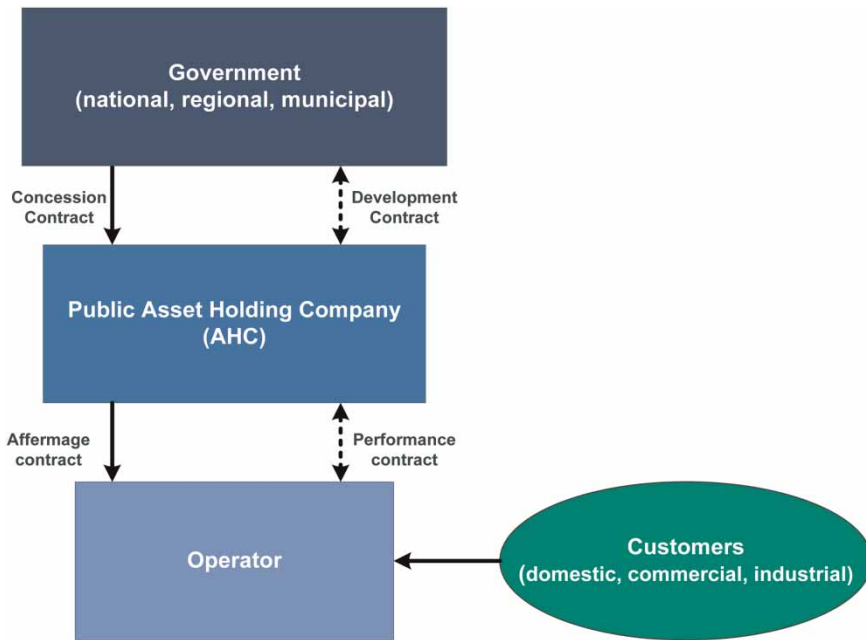 Government
(national, regional, municipal)
Concession
Contract
Development
Contract
Public Asset Holding Company
(AHC)
Affermage
contract
Performance
contract
Operator
Customers
(domestic, commercial, industrial)